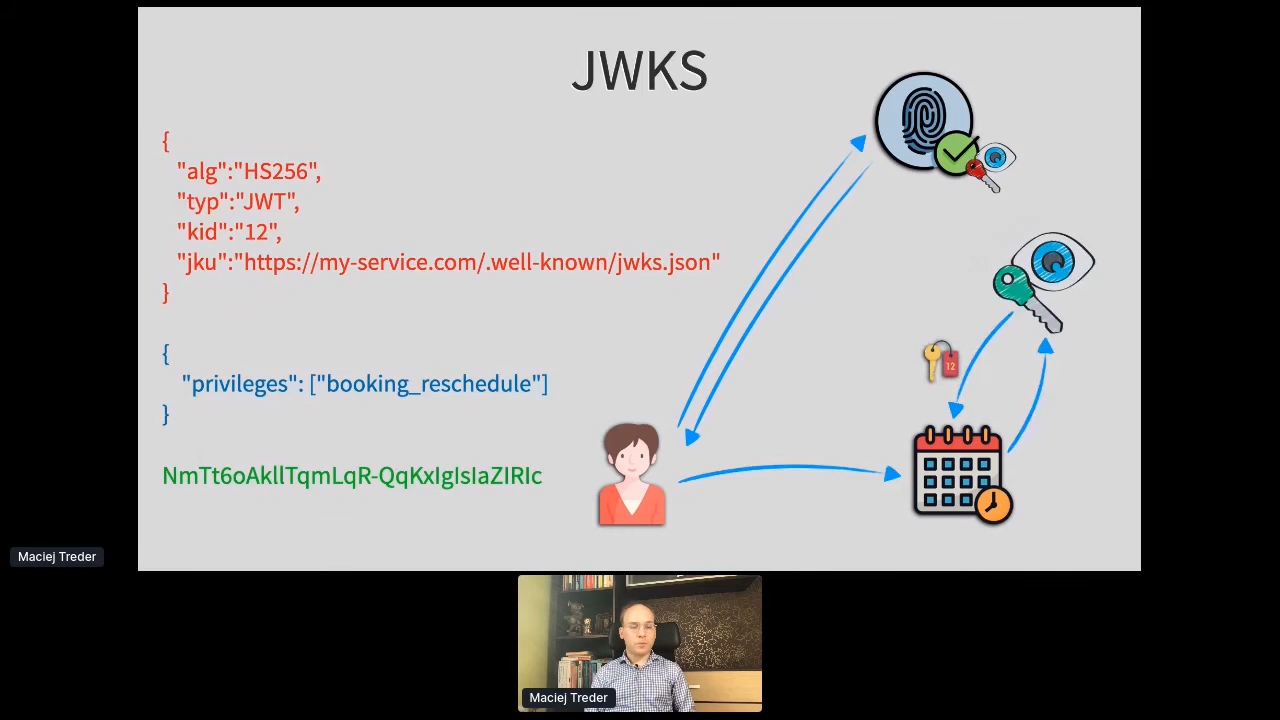 JWKS
{
"alg":"HS256",
"typ":"JWT",
"kid":"12",
"jku":"https://my-service.com/.well-known/jwks.json"
}
{
"privileges": ["booking_reschedule"]
}
NmTt6oAkllTqmLqR-QqKxIgIsIaZIRIc
12
Maciej Treder
Maciej Treder